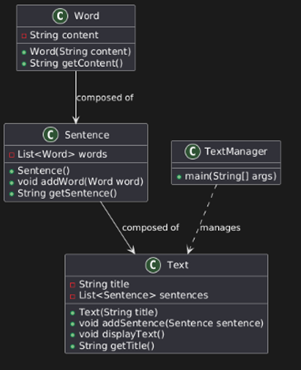 C Word
String content
Word(String content)
String getContent()
composed of
C Sentence
List<Word> words
Sentence()
void addWord(Word word)
String getSentence()
C TextManager
main(String[] args)
composed of
manages
C Text
String title
List<Sentence> sentences
Text(String title)
void addSentence(Sentence sentence)
void displayText()
String getTitle()